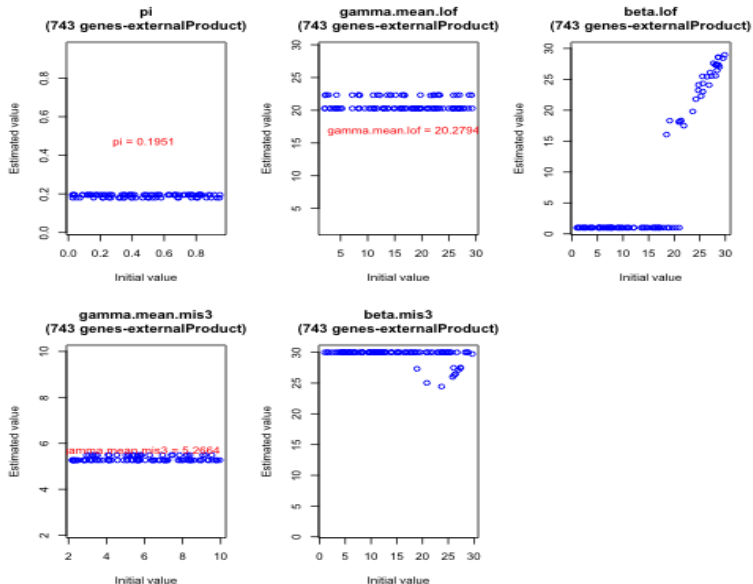 pi
(743 genes-externalProduct)
Estimated value
0.0 0.2 0.4 0.6 0.8
pi = 0.1951
0.0 0.2 0.4 0.6 0.8
Initial value
gamma.mean.lof
(743 genes-externalProduct)
Estimated value
5 10 15 20 25 30
gamma.mean.lof = 20.2794
5 10 15 20 25 30
Initial value
beta.lof
(743 genes-externalProduct)
Estimated value
0 5 10 15 20 25 30
0 5 10 15 20 25 30
Initial value
gamma.mean.mis3
(743 genes-externalProduct)
Estimated value
2 4 6 8 10
amma.mean.mis3 = 5.2664
2 4 6 8 10
Initial value
beta.mis3
(743 genes-externalProduct)
Estimated value
0 5 10 15 20 25 30
0 5 10 15 20 25 30
Initial value